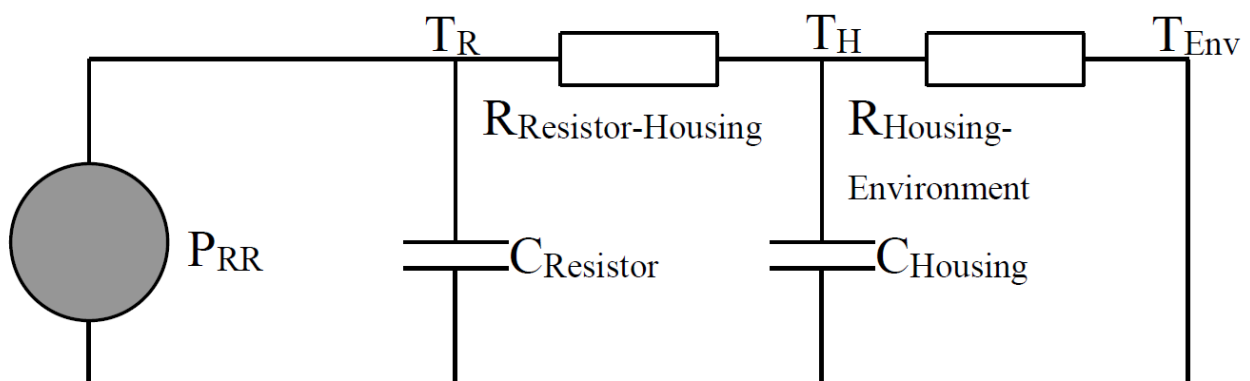 T_R
T_H
T_Env
R_Resistor-Housing
R_Housing-
Environment
P_RR
C_Resistor
C_Housing